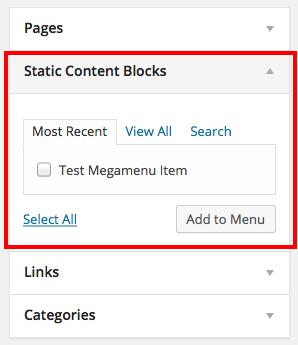 Pages
Static Content Blocks
Most Recent View All Search
Test Megamenu Item
Select All Add to Menu
Links
Categories